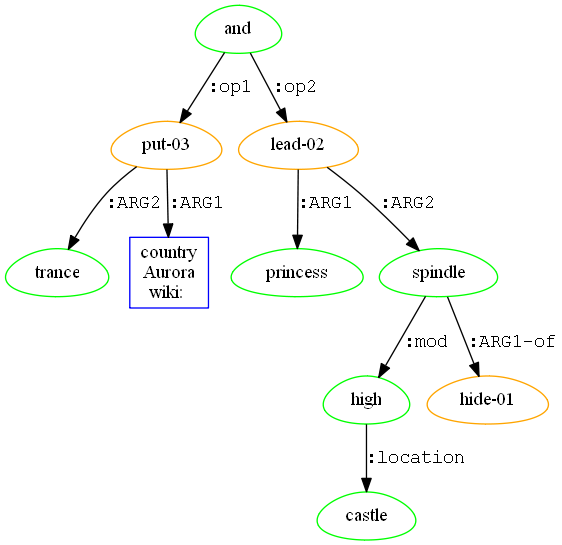 and
:op1 :op2
put-03 lead-02
:ARG2 :ARG1 :ARG1 :ARG2
trance
country
Aurora
wiki:
princess spindle
:mod :ARG1-of
high hide-01
:location
castle